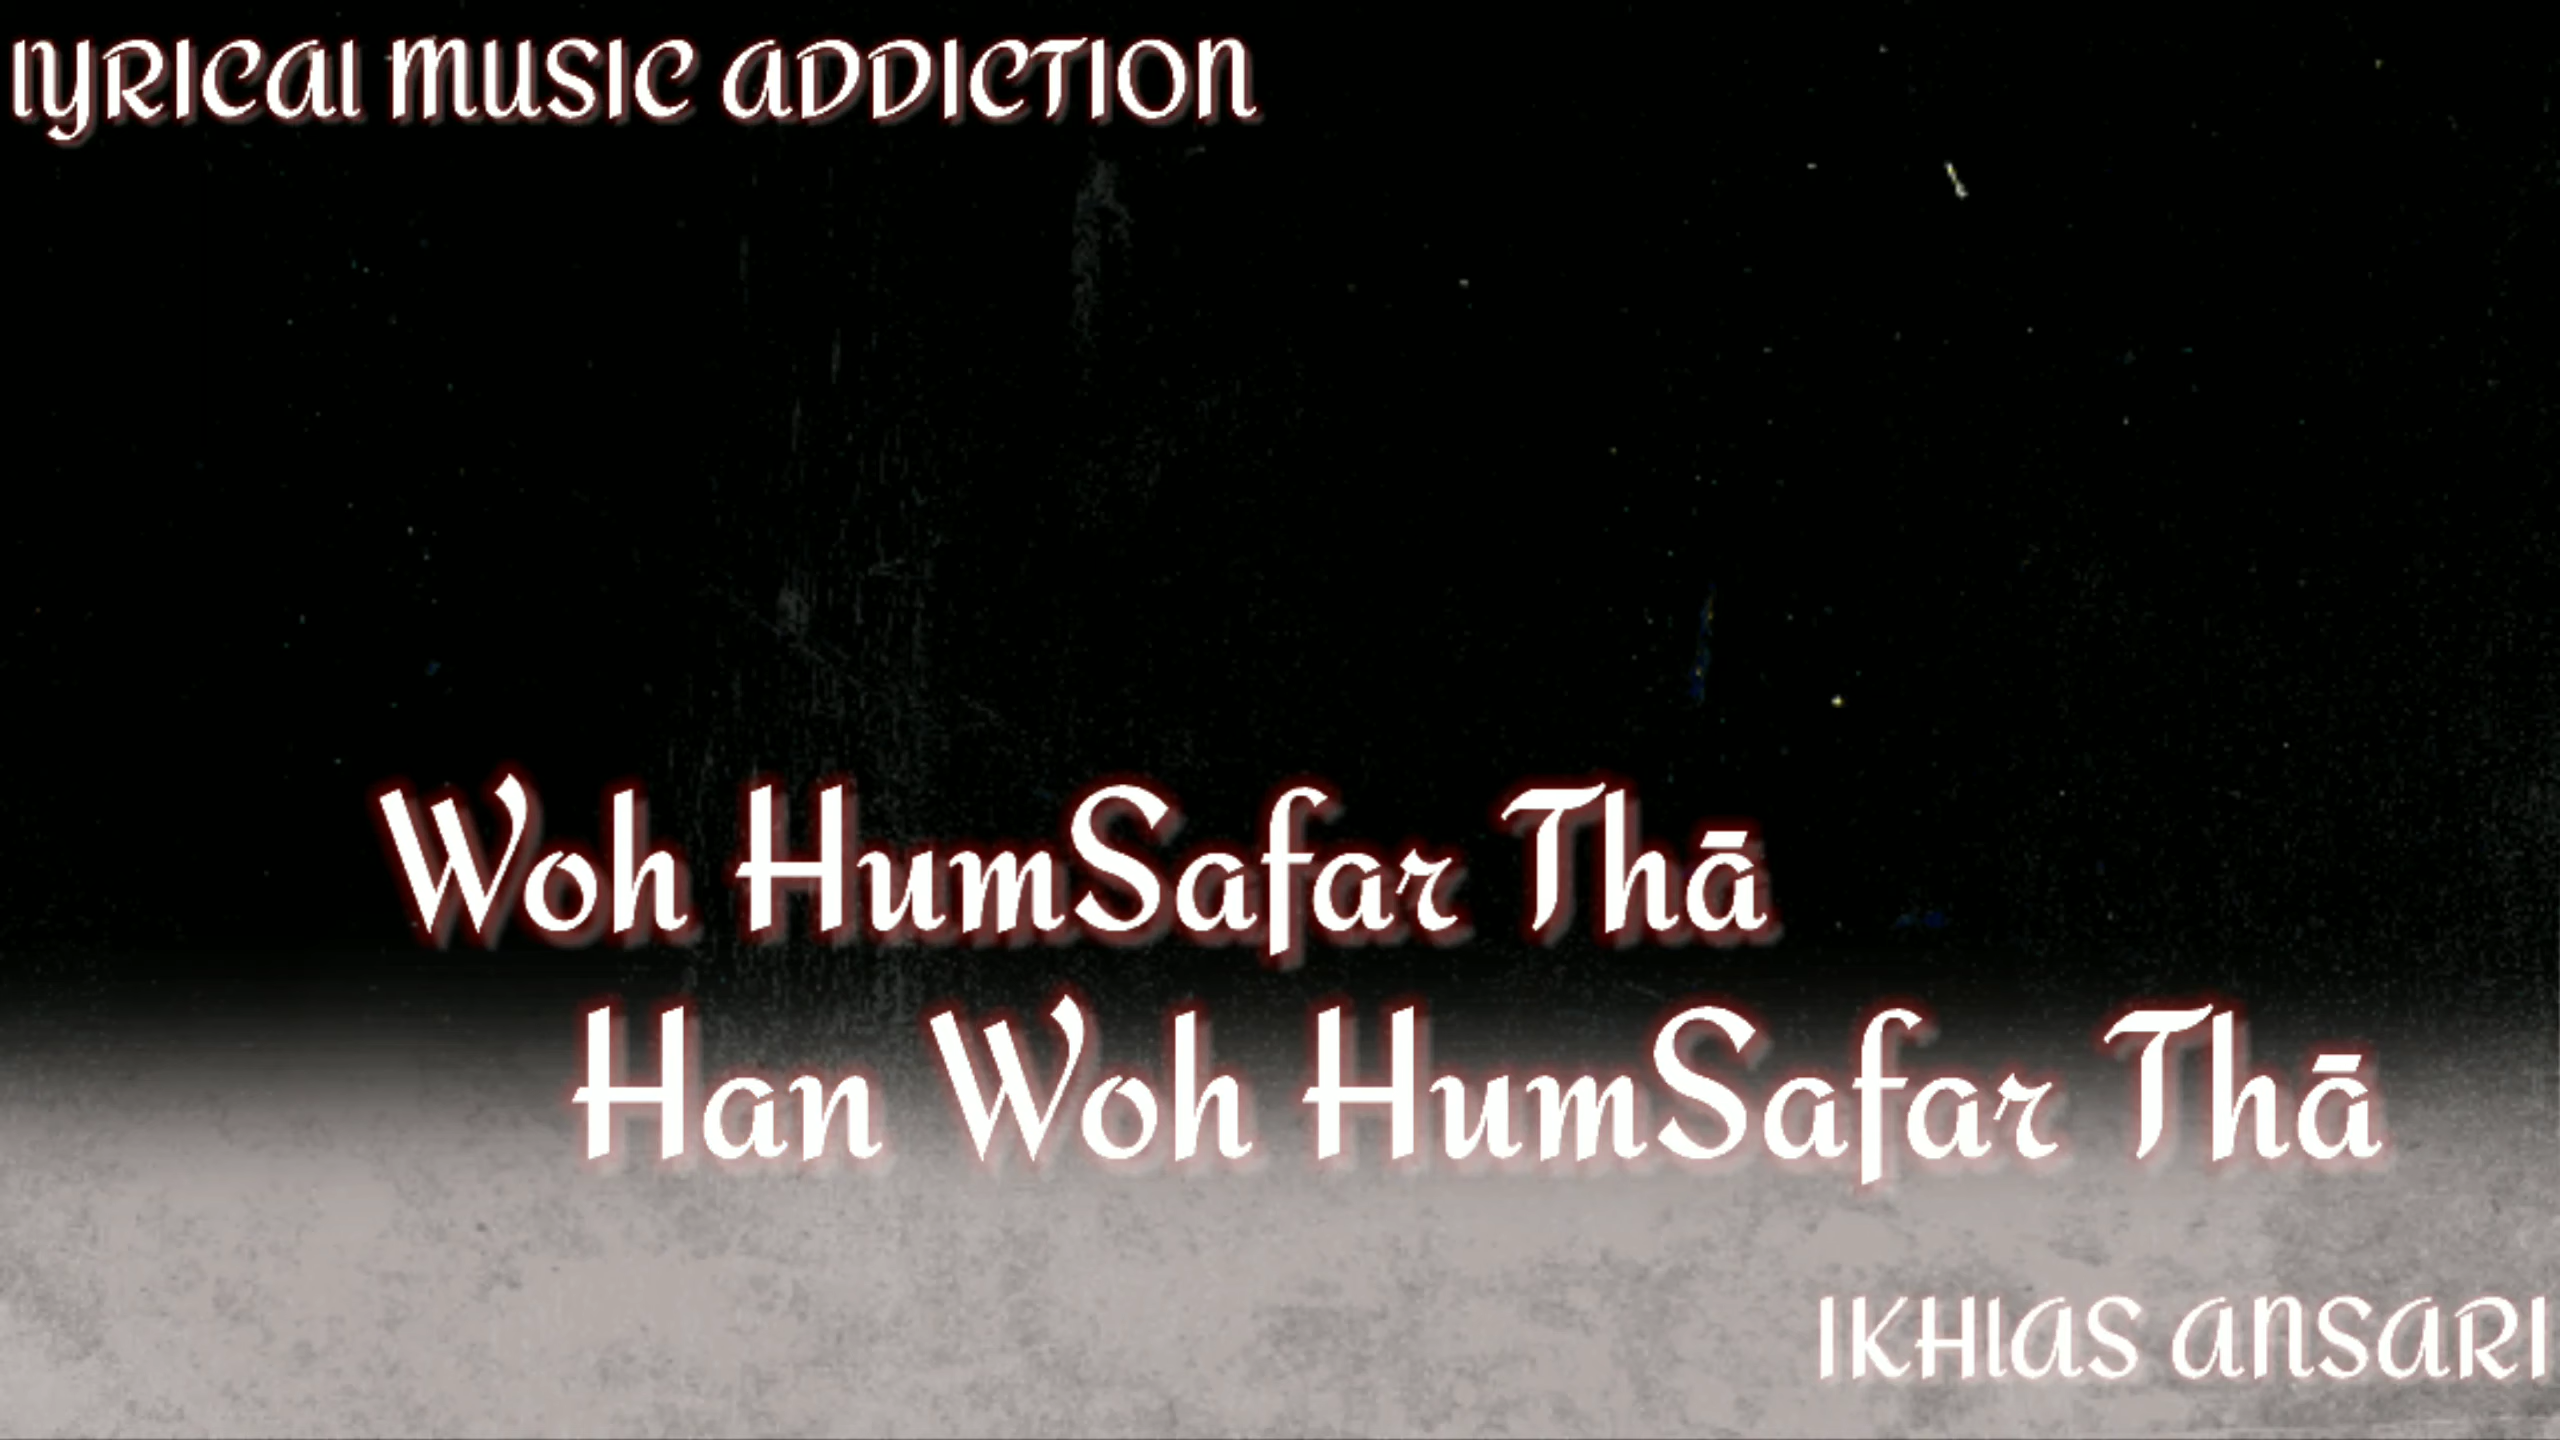 lYRICal MUSIC ADDICTION
Woh HumSafar Thā
Han Woh HumSafar Thā
IKHlAS ANSARI